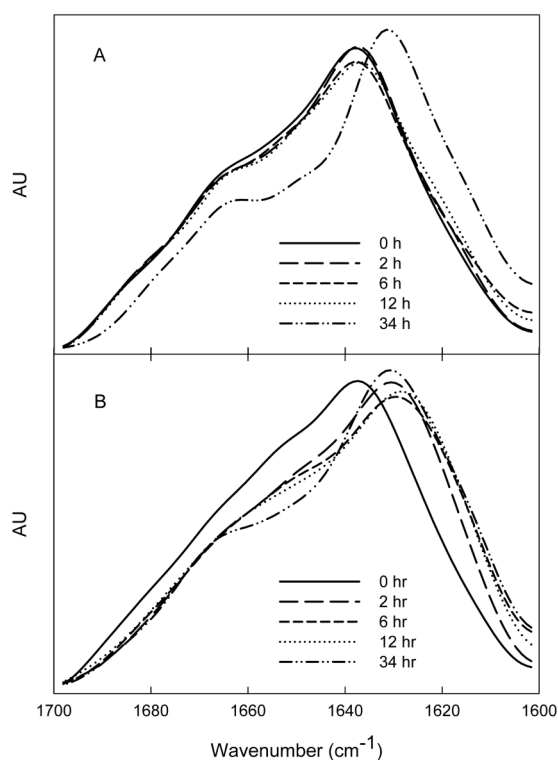 A
AU
0 h
2 h
6 h
12 h
34 h
B
AU
0 hr
2 hr
6 hr
12 hr
34 hr
1700 1680 1660 1640 1620 1600
Wavenumber (cm-1)